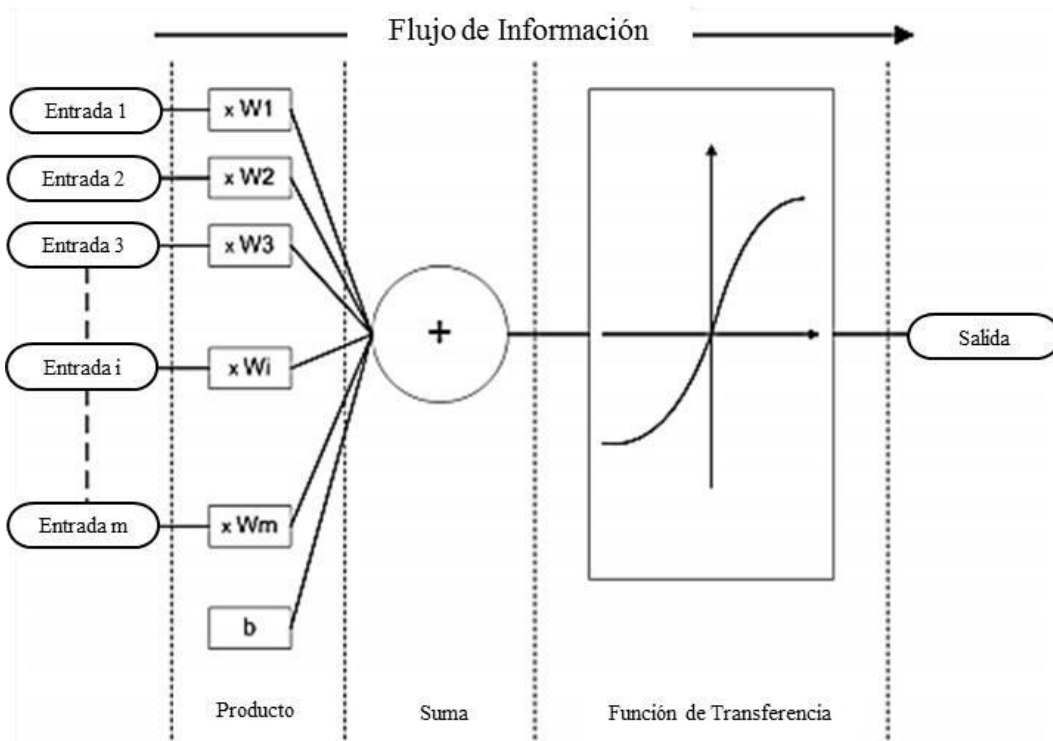 Flujo de Información
Entrada 1
x W1
Entrada 2
x W2
Entrada 3
x W3
+
Salida
Entrada i
x Wi
Entrada m
x Wm
b
Producto
Suma
Función de Transferencia